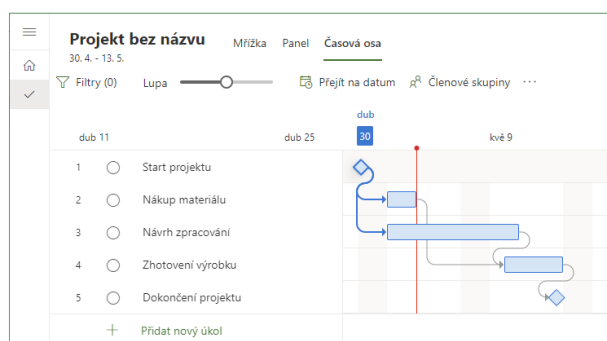 Projekt bez názvu Mřížka Panel Časová osa
30. 4. - 13. 5.
Filtry (0) Lupa Přejít na datum Členové skupiny ···
dub
dub 11 dub 25 30 kvě 9
1 Start projektu
2 Nákup materiálu
3 Návrh zpracování
4 Zhotovení výrobku
5 Dokončení projektu
Přidat nový úkol